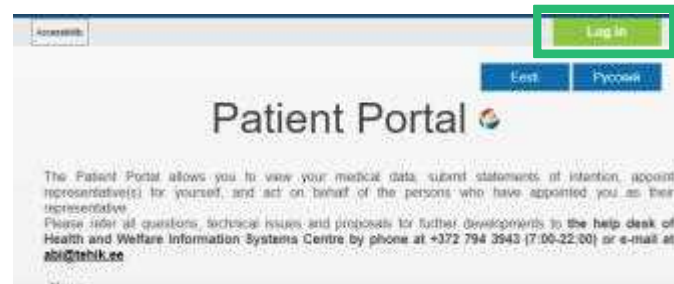 Accessibility
Log in
Eesti
Русский
Patient Portal
The Patient Portal allows you to view your medical data, submit statements of intention, appoint
representative(s) for yourself, and act on behalf of the persons who have appointed you as their
representative.
Please refer all questions, technical issues and proposals for further developments to the help desk of
Health and Welfare Information Systems Centre by phone at +372 794 3943 (7:00-22:00) or e-mail at
abi@tehik.ee